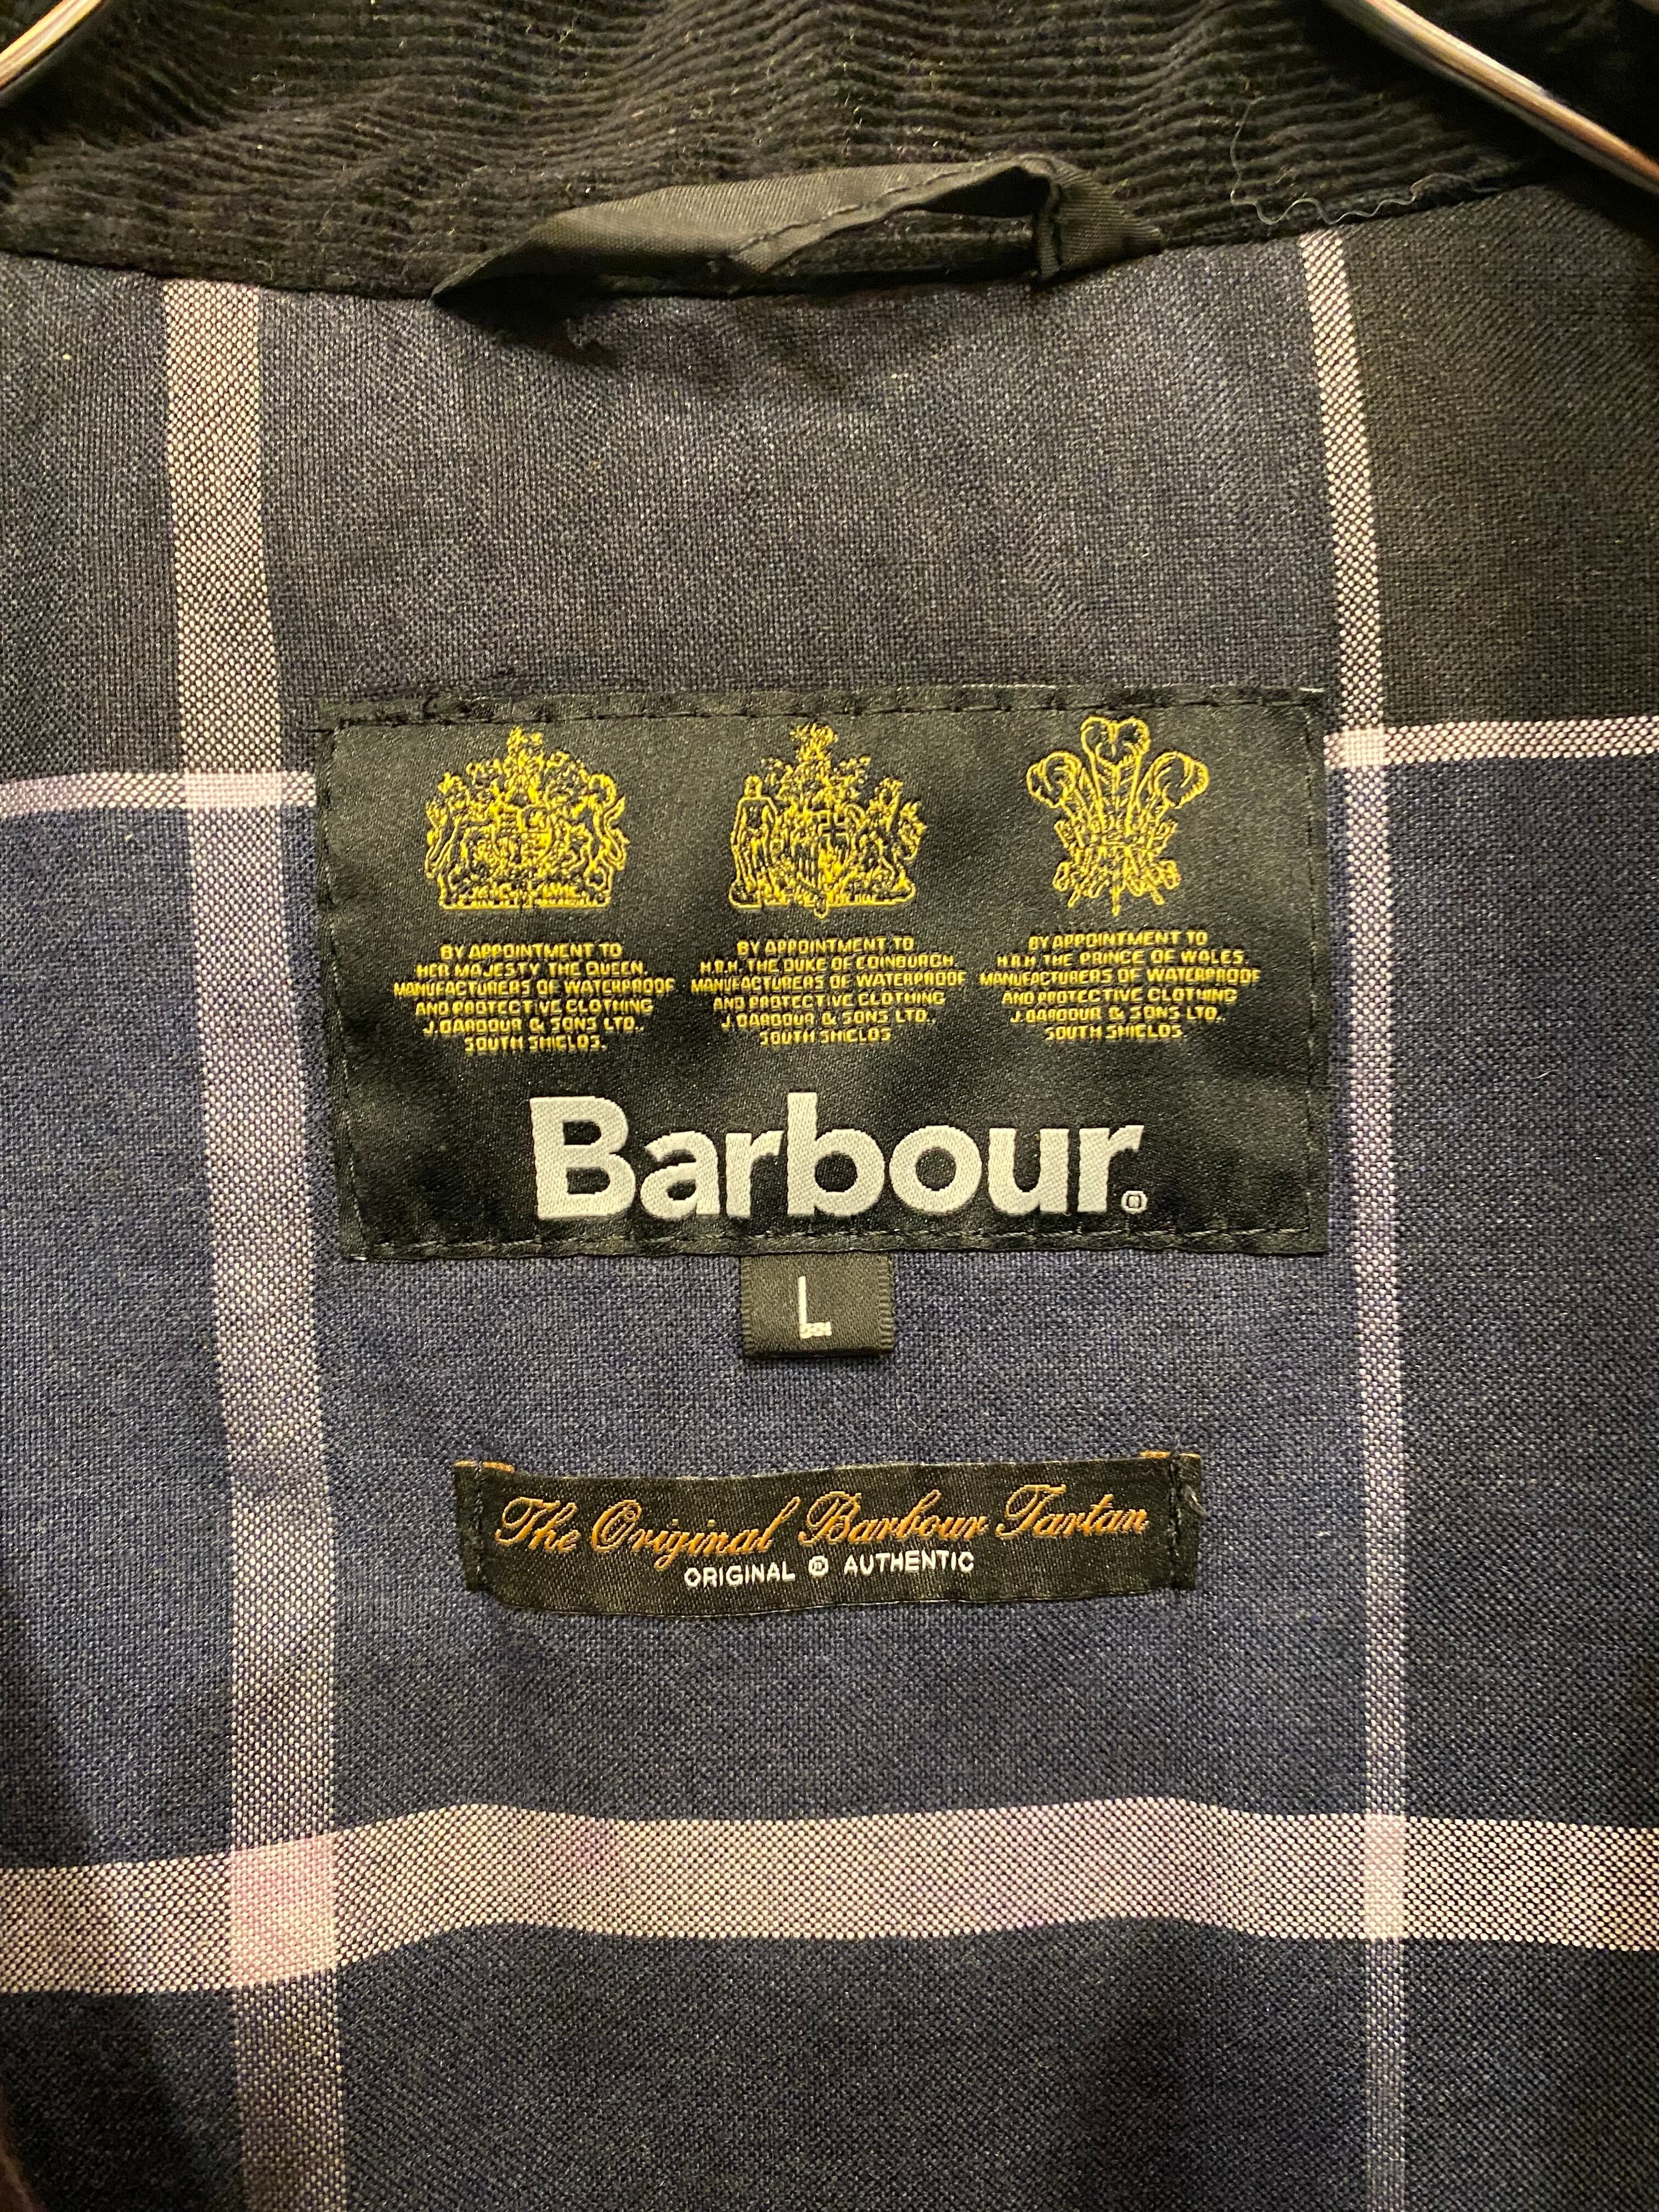 BY APPOINTMENT TO
HER MAJESTY THE QUEEN,
MANUFACTURERS OF WATERPROOF
AND PROTECTIVE CLOTHING
J. BARBOUR & SONS LTD.,
SOUTH SHIELDS.
BY APPOINTMENT TO
H.R.H. THE DUKE OF EDINBURGH
MANUFACTURERS OF WATERPROOF
AND PROTECTIVE CLOTHING
J. BARBOUR & SONS LTD.,
SOUTH SHIELDS
BY APPOINTMENT TO
H.R.H. THE PRINCE OF WALES.
MANUFACTURERS OF WATERPROOF
AND PROTECTIVE CLOTHING
J. BARBOUR & SONS LTD.,
SOUTH SHIELDS
Barbour®
L
The Original Barbour Tartan
ORIGINAL ® AUTHENTIC